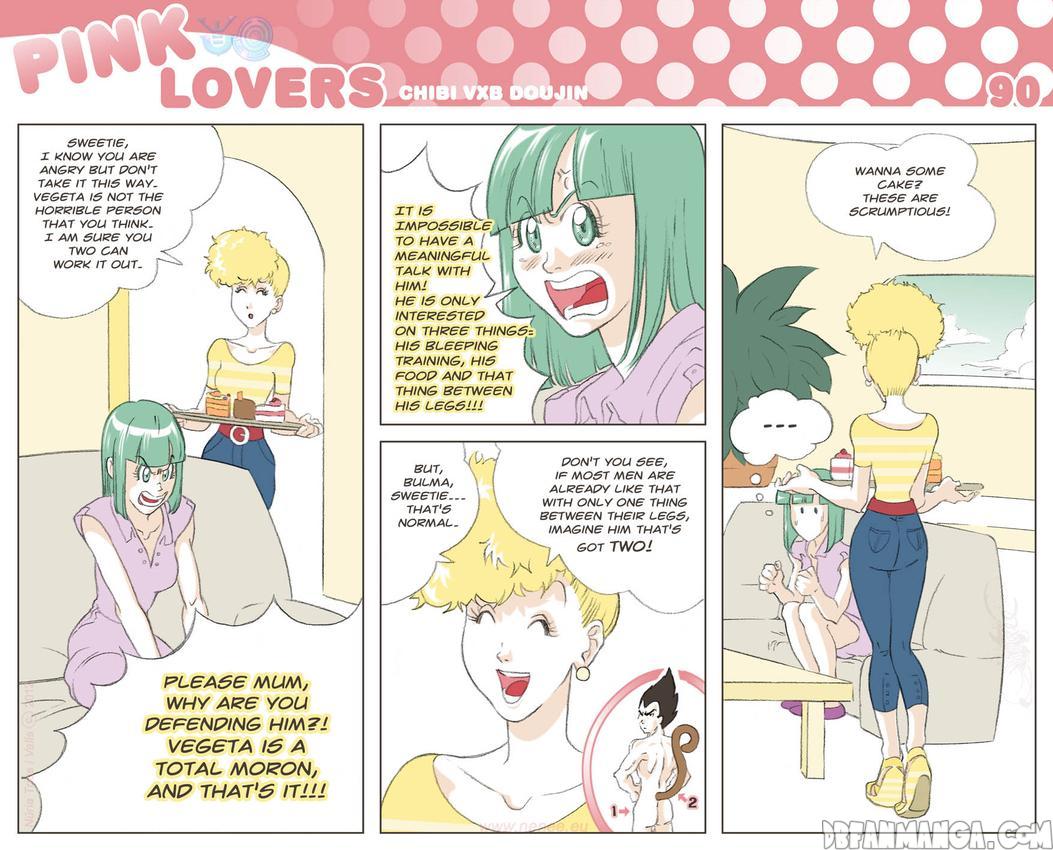 PINK
LOVERS
CHIBI VXB DOUJIN
90
SWEETIE,
I KNOW YOU ARE
ANGRY BUT DON'T
TAKE IT THIS WAY.
VEGETA IS NOT THE
HORRIBLE PERSON
THAT YOU THINK.
I AM SURE YOU
TWO CAN
WORK IT OUT.
PLEASE MUM,
WHY ARE YOU
DEFENDING HIM?!
VEGETA IS A
TOTAL MORON,
AND THAT'S IT!!!
IT IS
IMPOSSIBLE
TO HAVE A
MEANINGFUL
TALK WITH
HIM!
HE IS ONLY
INTERESTED
ON THREE THINGS:
HIS BLEEPING
TRAINING, HIS
FOOD AND THAT
THING BETWEEN
HIS LEGS!!!
BUT,
BULMA,
SWEETIE...
THAT'S
NORMAL.
DON'T YOU SEE,
IF MOST MEN ARE
ALREADY LIKE THAT
WITH ONLY ONE THING
BETWEEN THEIR LEGS,
IMAGINE HIM THAT'S
GOT TWO!
1
2
www.nenee.eu
WANNA SOME
CAKE?
THESE ARE
SCRUMPTIOUS!
...
DBFANMANGA.COM